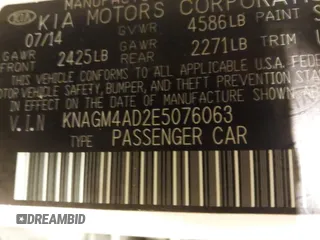 MANUFAC
KIA KIA MOTORS CORPORAT
07/14 GVWR 4586LB PAINT
GAWR FRONT 2425LB GAWR REAR 2271LB TRIM
THIS VEHICLE CONFORMS TO ALL APPLICABLE U.S.A. FEDE
MOTOR VEHICLE SAFETY, BUMPER, AND THEFT PREVENTION STA
IN EFFECT ON THE DATE OF MANUFACTURE SHOWN
V.I.N KNAGM4AD2E5076063
PASSENGER CAR
DREAMBID